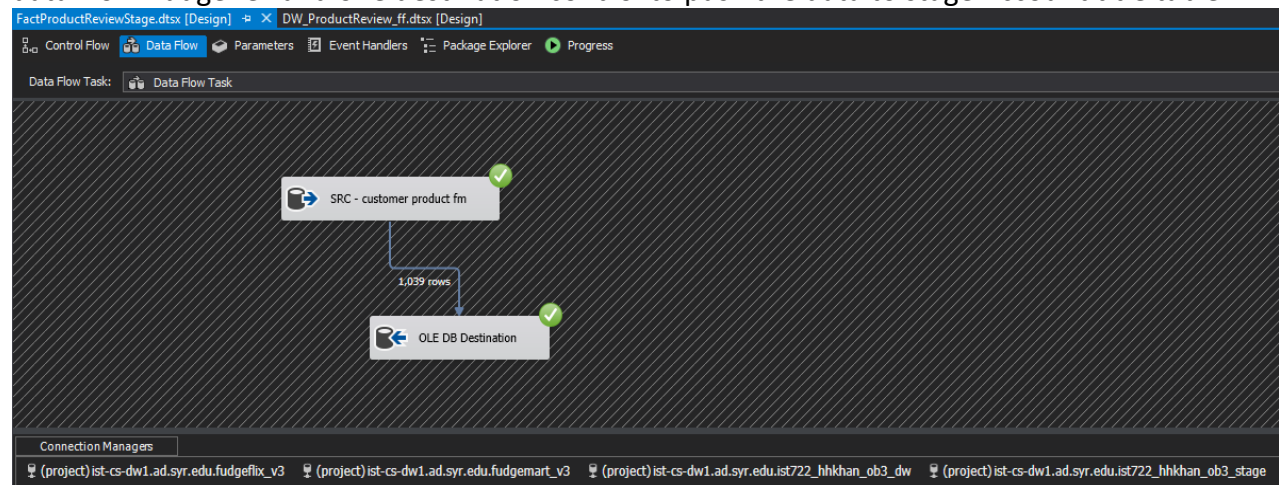 FactProductReviewStage.dtsx [Design] DW_ProductReview_ff.dtsx [Design]
Control Flow Data Flow Parameters Event Handlers Package Explorer Progress
Data Flow Task: Data Flow Task
SRC - customer product fm
1,039 rows
OLE DB Destination
Connection Managers
(project) ist-cs-dw1.ad.syr.edu.fudgeflix_v3 (project) ist-cs-dw1.ad.syr.edu.fudgemart_v3 (project) ist-cs-dw1.ad.syr.edu.ist722_hhkhan_ob3_dw (project) ist-cs-dw1.ad.syr.edu.ist722_hhkhan_ob3_stage